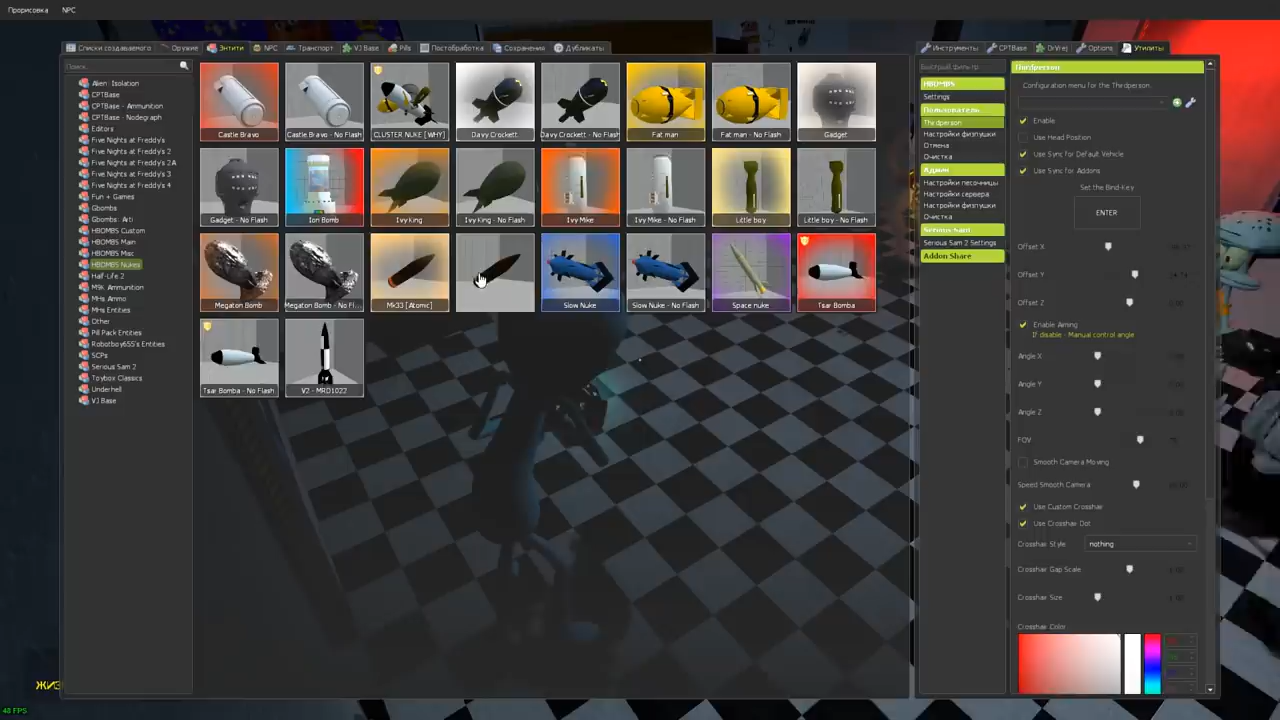 Прорисовка NPC
Списки создаваемого Оружие Энтити NPC Транспорт VJ Base Pills Постобработка Сохранения Дубликаты
Инструменты CPTBase DrVrej Options Утилиты
Поиск...
Alien: Isolation
CPTBase
CPTBase - Ammunition
CPTBase - Nodegraph
Editors
Five Nights at Freddy's
Five Nights at Freddy's 2
Five Nights at Freddy's 2 A
Five Nights at Freddy's 3
Five Nights at Freddy's 4
Fun + Games
Gbombs
Gbombs: Arti
HBOMBS Custom
HBOMBS Main
HBOMBS Misc
HBOMBS Nukes
Half-Life 2
M9K Ammunition
MHs Ammo
MHs Entities
Other
Pill Pack Entities
Robotboy655's Entities
SCPs
Serious Sam 2
Toybox Classics
Underhell
VJ Base
Castle Bravo Castle Bravo - No Flash CLUSTER NUKE [WHY] Davy Crockett Davy Crockett - No Flash Fat man Fat man - No Flash Gadget
Gadget - No Flash Ion Bomb Ivy King Ivy King - No Flash Ivy Mike Ivy Mike - No Flash Little boy Little boy - No Flash
Megaton Bomb Megaton Bomb - No Fl... Mk33 [Atomic] Slow Nuke Slow Nuke - No Flash Space nuke Tsar Bomba
Tsar Bomba - No Flash V2 - MRD1022
Быстрый фильтр
HBOMBS
Settings
Пользователь
Thirdperson
Настройки физпушки
Отмена
Очистка
Админ
Настройки песочницы
Настройки сервера
Настройки физпушки
Очистка
Serious Sam
Serious Sam 2 Settings
Addon Share
Thirdperson
Configuration menu for the Thirdperson.
Enable
Use Head Position
Use Sync for Default Vehicle
Use Sync for Addons
Set the Bind-Key
ENTER
Offset X
Offset Y
Offset Z
Enable Aiming
If disable - Manual control angle
Angle X
Angle Y
Angle Z
FOV
Smooth Camera Moving
Speed Smooth Camera
Use Custom Crosshair
Use Crosshair Dot
Crosshair Style nothing
Crosshair Gap Scale
Crosshair Size
Crosshair Color
48 FPS